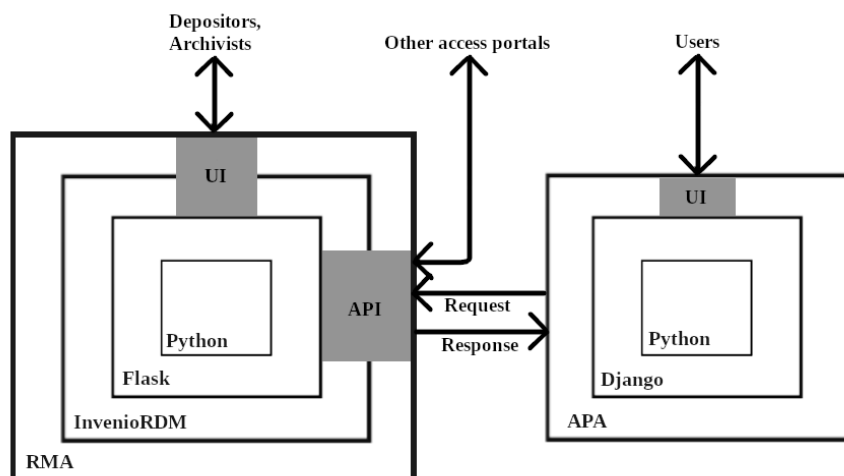 Depositors,
Archivists
Other access portals
Users
UI
UI
API
Request
Response
Python
Flask
InvenioRDM
RMA
Python
Django
APA